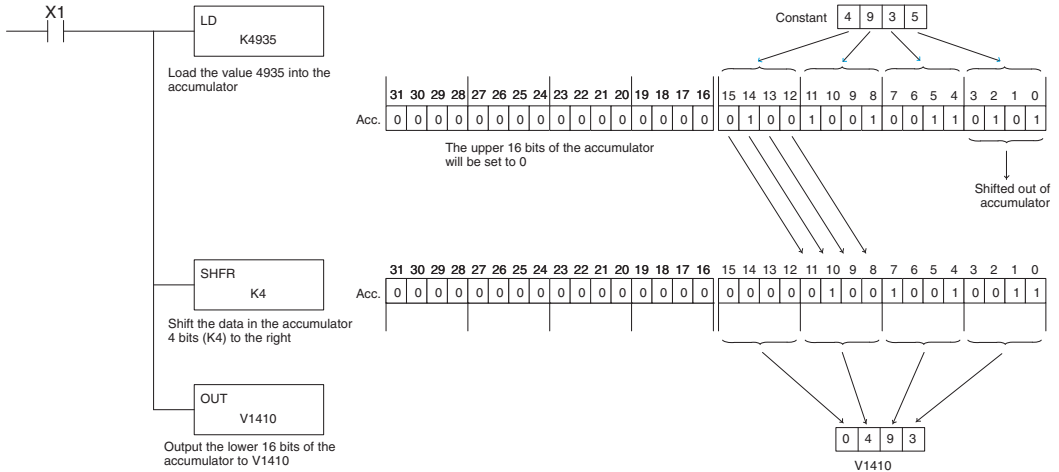 X1
LD
K4935
Load the value 4935 into the
accumulator
Constant 4 9 3 5
31 30 29 28 27 26 25 24 23 22 21 20 19 18 17 16 15 14 13 12 11 10 9 8 7 6 5 4 3 2 1 0
Acc. 0 0 0 0 0 0 0 0 0 0 0 0 0 0 0 0 0 1 0 0 1 0 0 1 0 0 1 1 0 1 0 1
The upper 16 bits of the accumulator
will be set to 0
Shifted out of
accumulator
SHFR
K4
Shift the data in the accumulator
4 bits (K4) to the right
31 30 29 28 27 26 25 24 23 22 21 20 19 18 17 16 15 14 13 12 11 10 9 8 7 6 5 4 3 2 1 0
Acc. 0 0 0 0 0 0 0 0 0 0 0 0 0 0 0 0 0 0 0 0 0 1 0 0 1 0 0 1 0 0 1 1
OUT
V1410
Output the lower 16 bits of the
accumulator to V1410
0 4 9 3
V1410